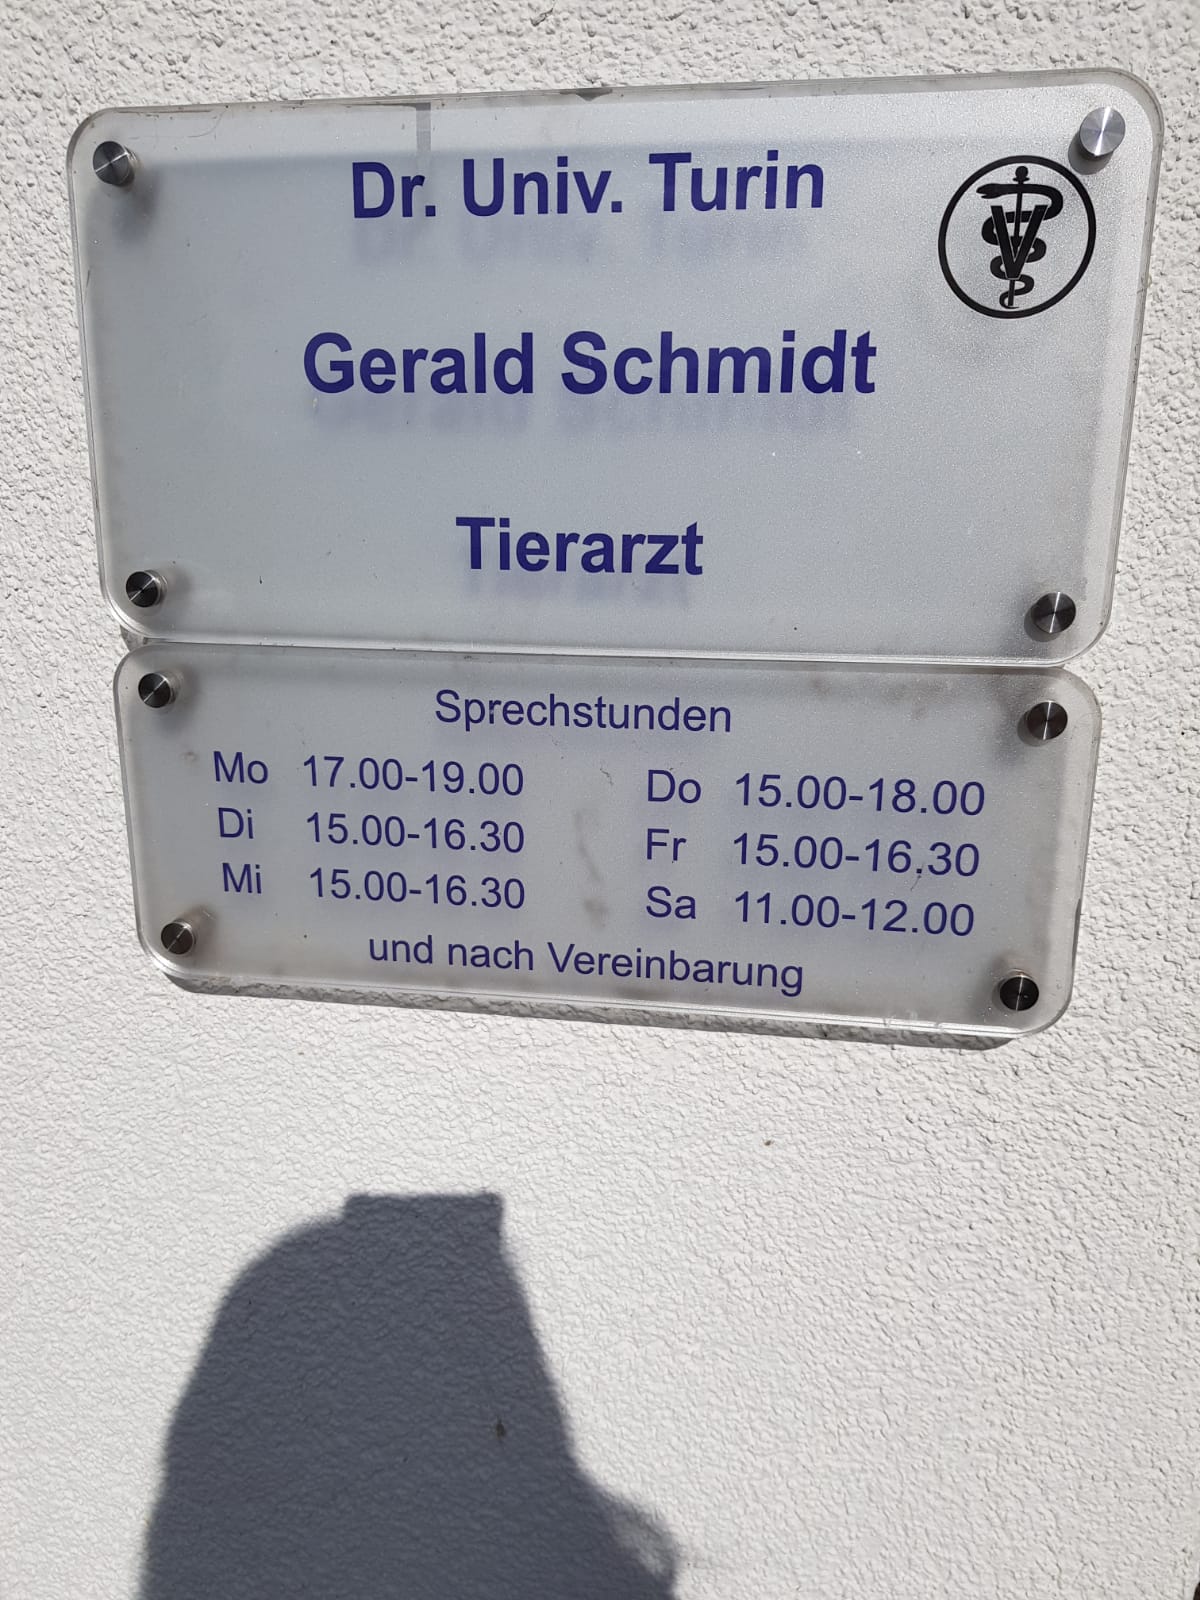 Dr. Univ. Turin
V
Gerald Schmidt
Tierarzt
Sprechstunden
Mo 17.00-19.00 Do 15.00-18.00
Di 15.00-16.30 Fr 15.00-16.30
Mi 15.00-16.30 Sa 11.00-12.00
und nach Vereinbarung